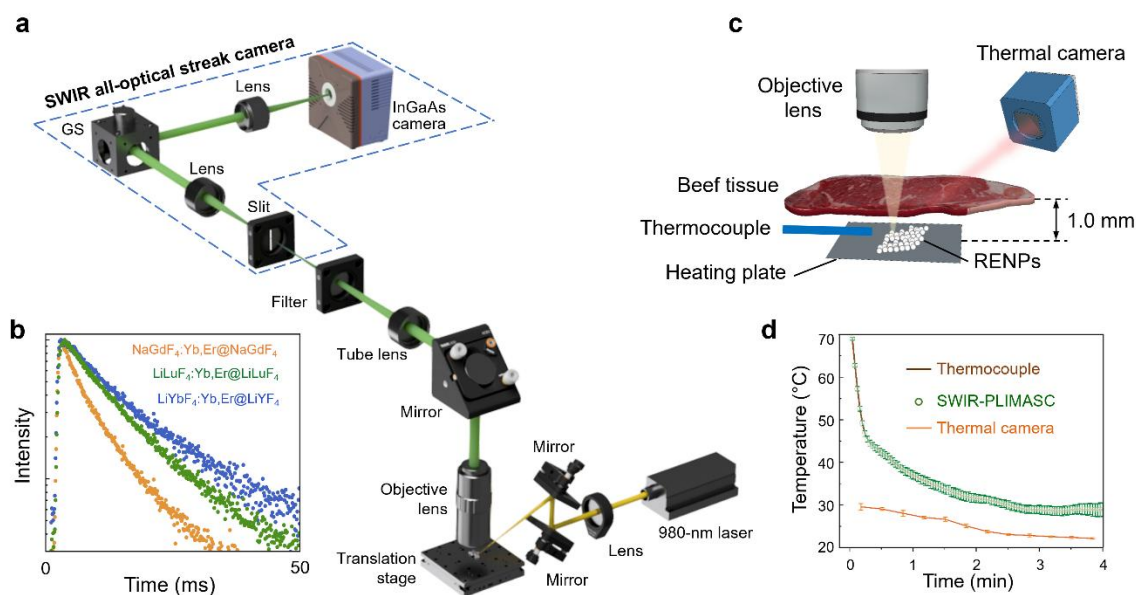 a
SWIR all-optical streak camera
Lens
InGaAs
camera
GS
Lens
Slit
Filter
Tube lens
Mirror
Objective
lens
Mirror
Lens
980-nm laser
Mirror
Translation
stage
b
NaGdF₄:Yb,Er@NaGdF₄
LiLuF₄:Yb,Er@LiLuF₄
LiYbF₄:Yb,Er@LiYF₄
Intensity
0
50
Time (ms)
c
Thermal camera
Objective
lens
Beef tissue
1.0 mm
Thermocouple
RENPs
Heating plate
d
Temperature (°C)
70
60
50
40
30
20
Thermocouple
SWIR-PLIMASC
Thermal camera
0 1 2 3 4
Time (min)